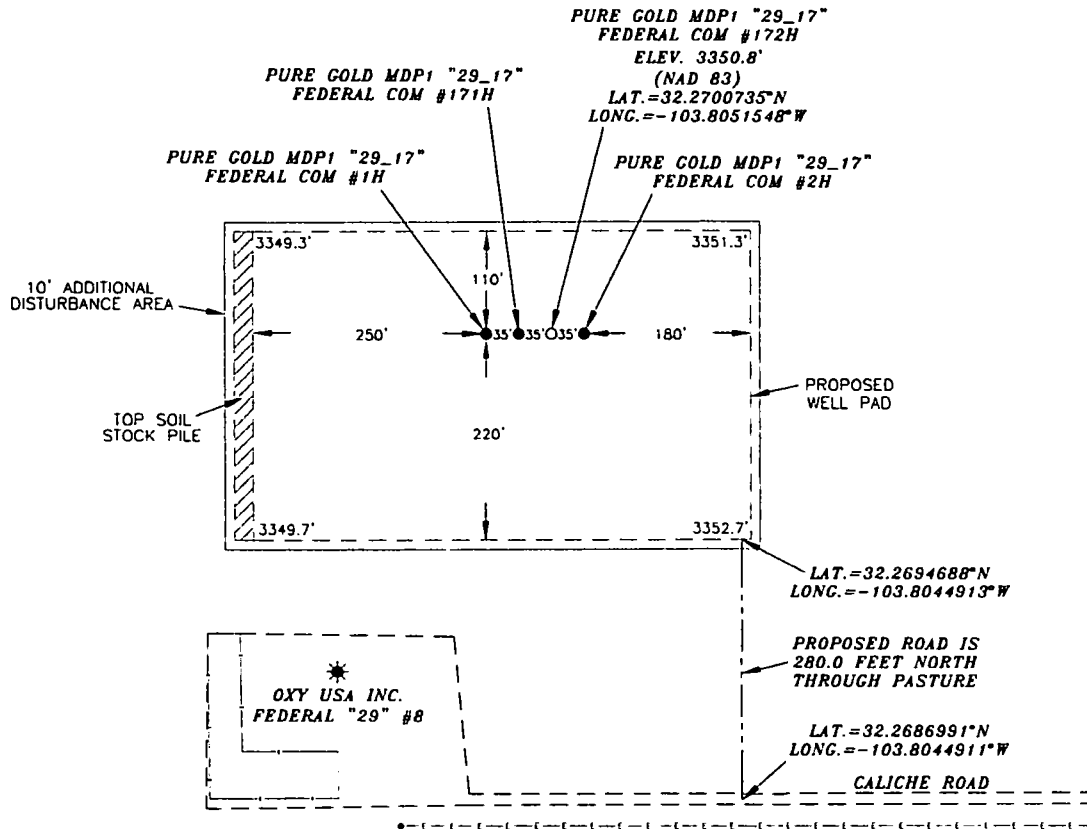 PURE GOLD MDP1 "29_17"
FEDERAL COM #172H
ELEV. 3350.8'
(NAD 83)
LAT.=32.2700735°N
LONG.=-103.8051548°W
PURE GOLD MDP1 "29_17"
FEDERAL COM #171H
PURE GOLD MDP1 "29_17"
FEDERAL COM #1H
PURE GOLD MDP1 "29_17"
FEDERAL COM #2H
3349.3'
3351.3'
110'
10' ADDITIONAL
DISTURBANCE AREA
250'
35'
35'
35'
180'
PROPOSED
WELL PAD
TOP SOIL
STOCK PILE
220'
3349.7'
3352.7'
LAT.=32.2694688°N
LONG.=-103.8044913°W
PROPOSED ROAD IS
280.0 FEET NORTH
THROUGH PASTURE
OXY USA INC.
FEDERAL "29" #8
LAT.=32.2686991°N
LONG.=-103.8044911°W
CALICHE ROAD